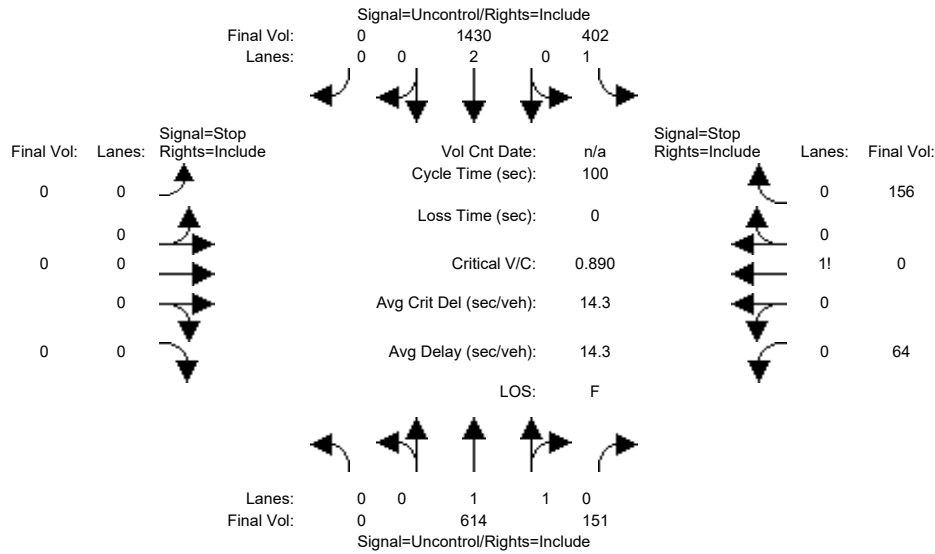 Signal=Uncontrol/Rights=Include
Final Vol: 0 1430 402
Lanes: 0 0 2 0 1
Signal=Stop Signal=Stop
Final Vol: Lanes: Rights=Include Vol Cnt Date: n/a Rights=Include Lanes: Final Vol:
Cycle Time (sec): 100
0 0 0 156
Loss Time (sec): 0
0 0
0 0 Critical V/C: 0.890 1! 0
0 Avg Crit Del (sec/veh): 14.3 0
0 0 Avg Delay (sec/veh): 14.3 0 64
LOS: F
Lanes: 0 0 1 1 0
Final Vol: 0 614 151
Signal=Uncontrol/Rights=Include